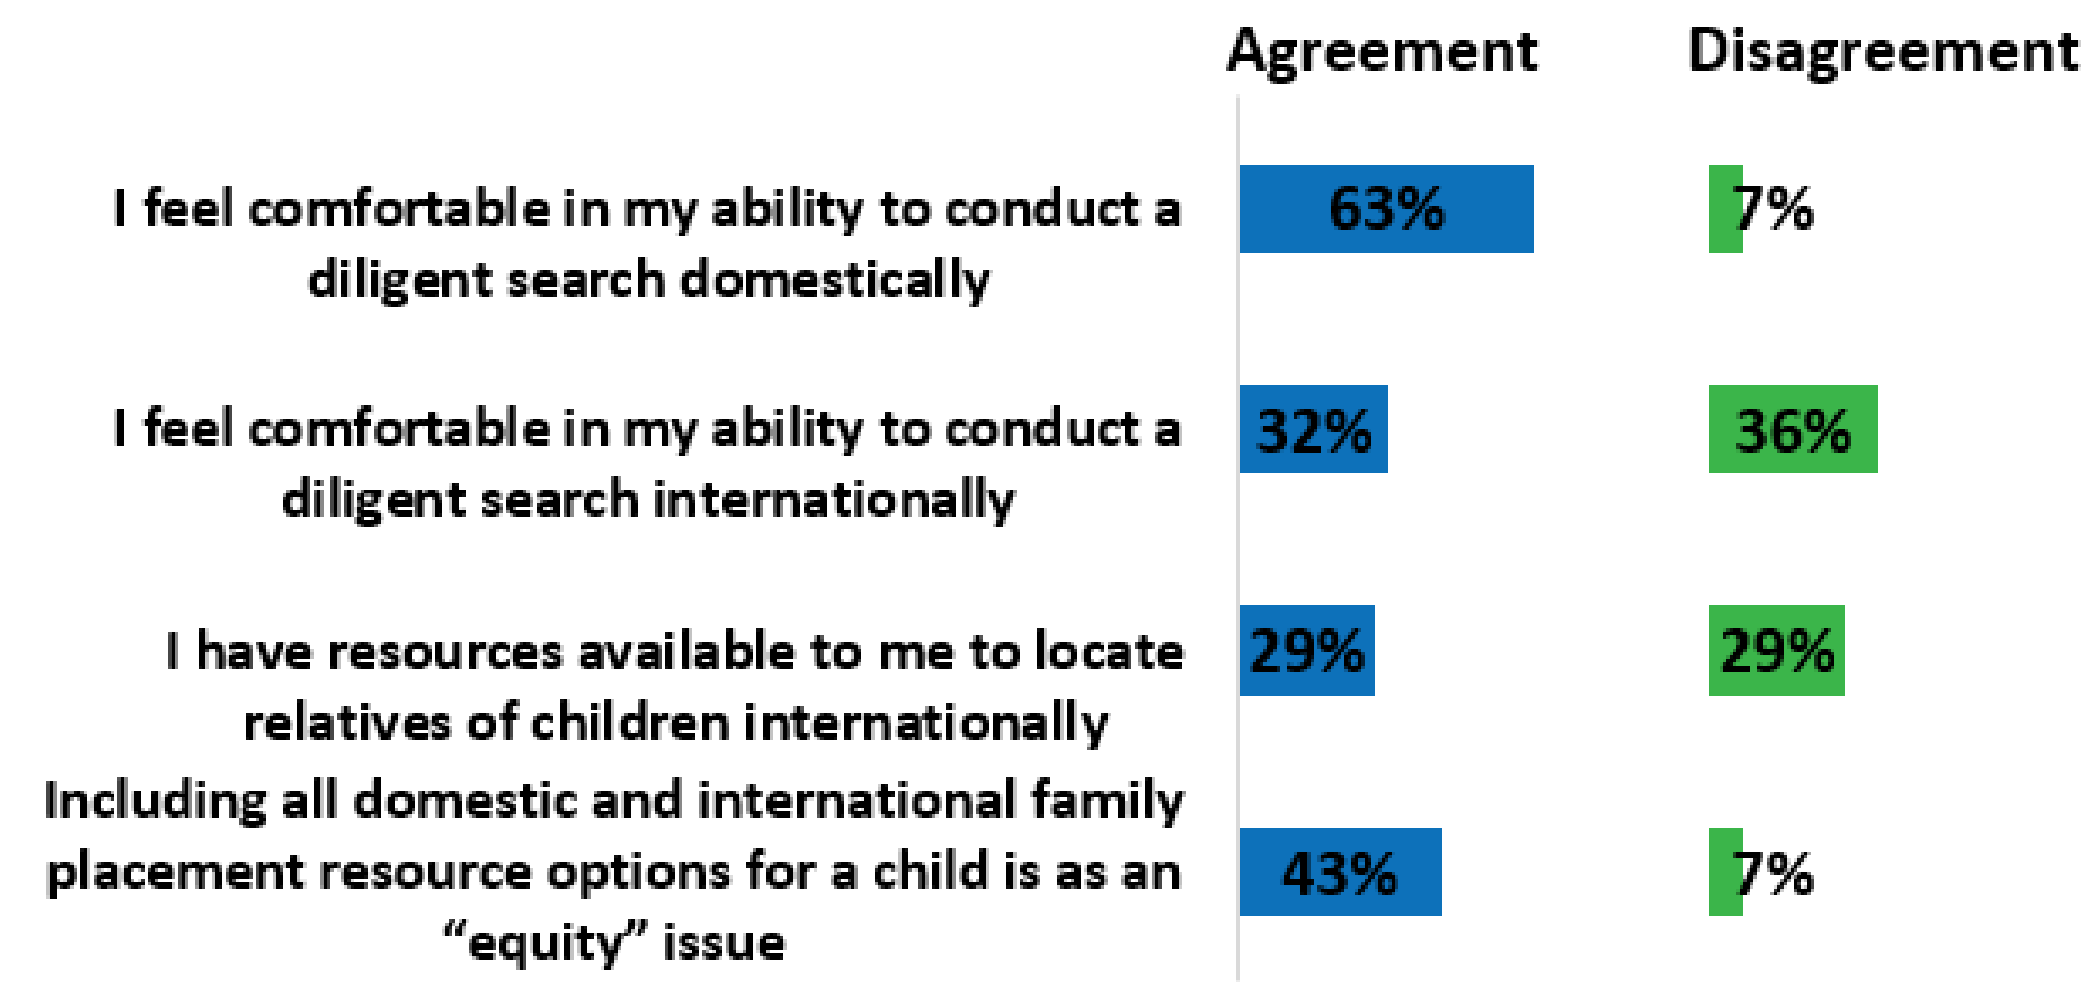 Agreement Disagreement
I feel comfortable in my ability to conduct a
diligent search domestically
63% 7%
I feel comfortable in my ability to conduct a
diligent search internationally
32% 36%
I have resources available to me to locate
relatives of children internationally
29% 29%
Including all domestic and international family
placement resource options for a child is as an
“equity” issue
43% 7%